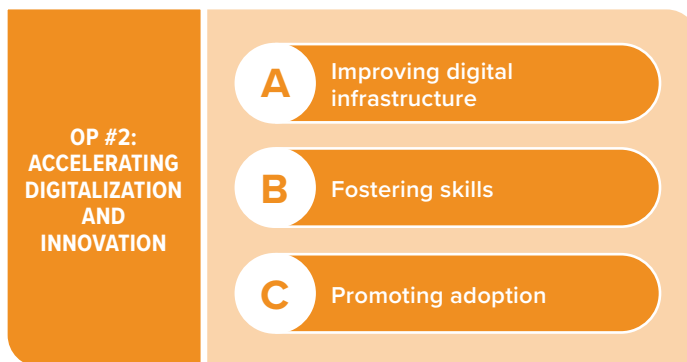 OP #2:
ACCELERATING
DIGITALIZATION
AND
INNOVATION
A
Improving digital
infrastructure
B
Fostering skills
C
Promoting adoption